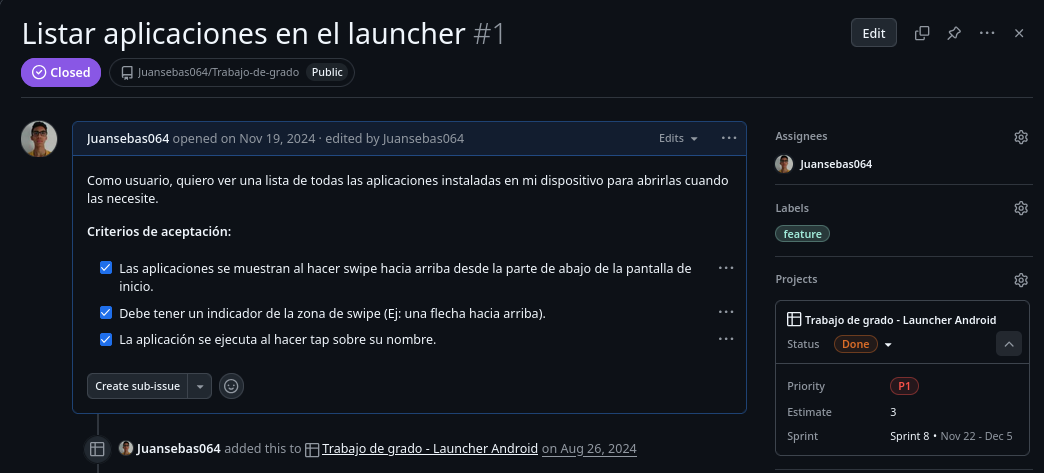 Listar aplicaciones en el launcher #1
Edit
Closed
Juansebas064/Trabajo-de-grado Public
Juansebas064 opened on Nov 19, 2024 · edited by Juansebas064
Edits
Como usuario, quiero ver una lista de todas las aplicaciones instaladas en mi dispositivo para abrirlas cuando
las necesite.
Criterios de aceptación:
Las aplicaciones se muestran al hacer swipe hacia arriba desde la parte de abajo de la pantalla de
inicio.
Debe tener un indicador de la zona de swipe (Ej: una flecha hacia arriba).
La aplicación se ejecuta al hacer tap sobre su nombre.
Create sub-issue
Juansebas064 added this to Trabajo de grado - Launcher Android on Aug 26, 2024
Assignees
Juansebas064
Labels
feature
Projects
Trabajo de grado - Launcher Android
Status Done
Priority P1
Estimate 3
Sprint Sprint 8 • Nov 22 - Dec 5